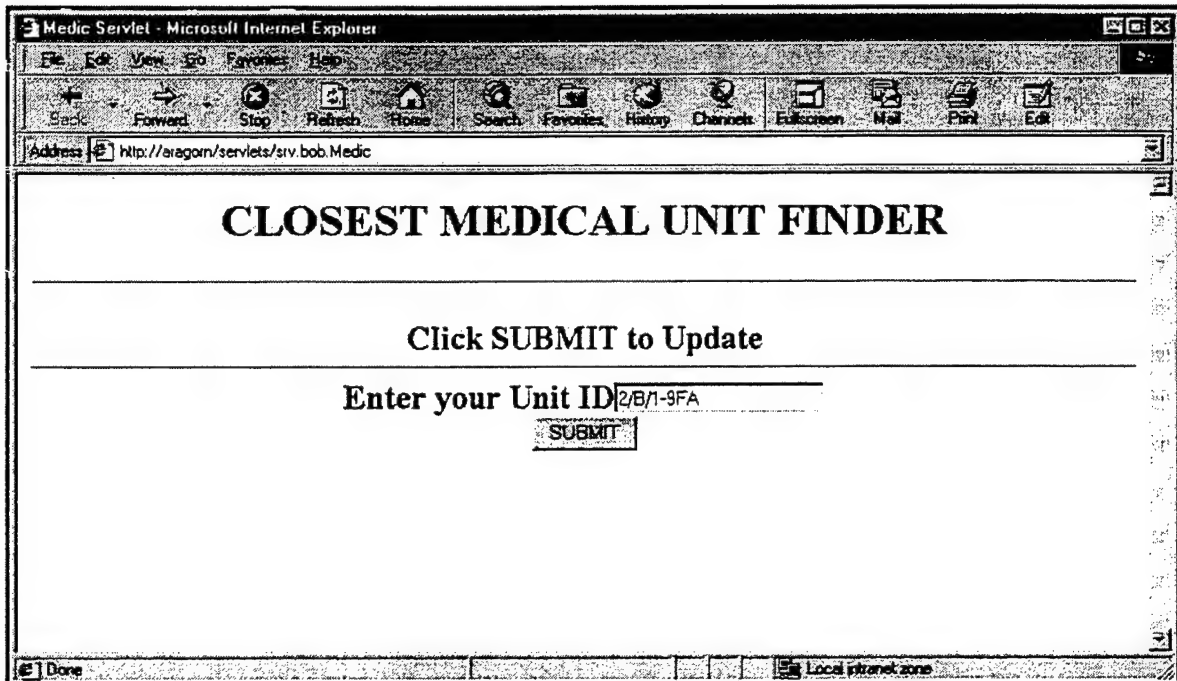 Medic Servlet - Microsoft Internet Explorer
File Edit View Go Favorites Help
Back Forward Stop Refresh Home Search Favorites History Channels Fullscreen Mail Print Edit
Address http://aragorn/servlets/srv.bob.Medic
CLOSEST MEDICAL UNIT FINDER
Click SUBMIT to Update
Enter your Unit ID 2/B/1-9FA
SUBMIT
Done Local intranet zone